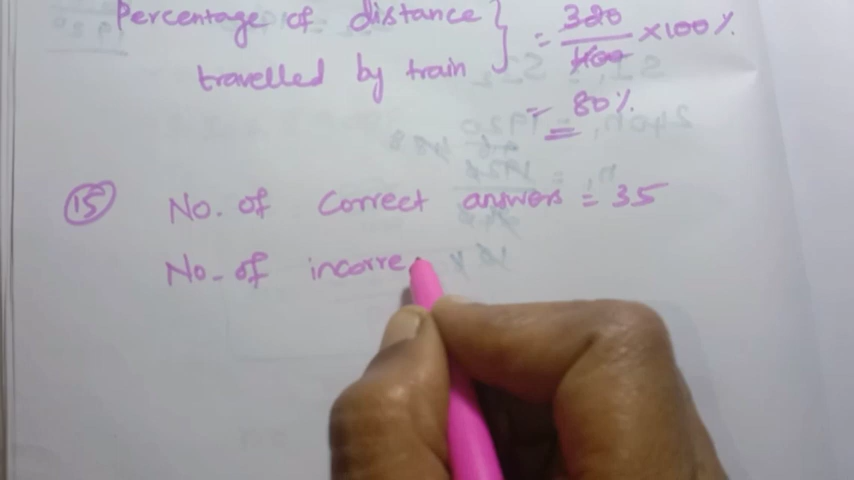 Percentage of distance } = 320/400 × 100%
travelled by train
= 80%
15 No. of Correct answers = 35
No. of incorre